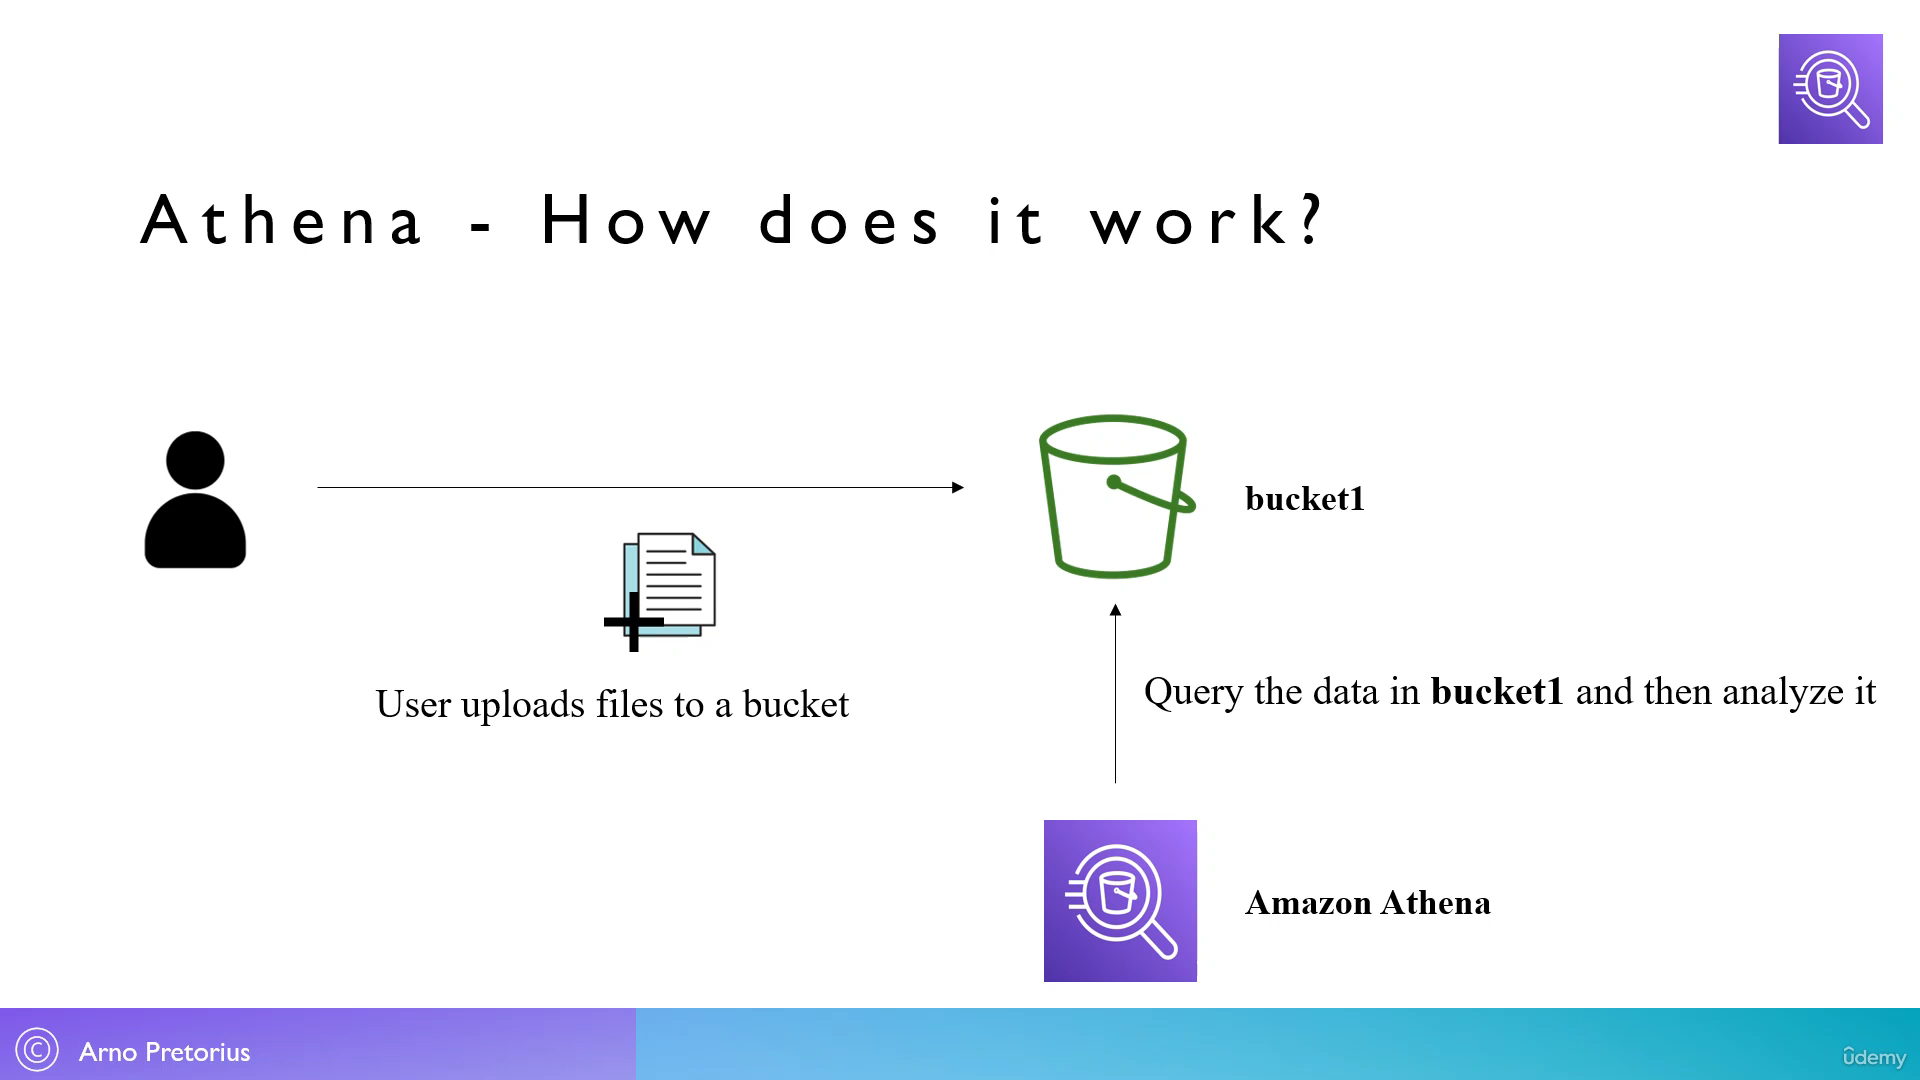 Athena - How does it work?
bucket1
User uploads files to a bucket
Query the data in bucket1 and then analyze it
Amazon Athena
© Arno Pretorius
ûdemy